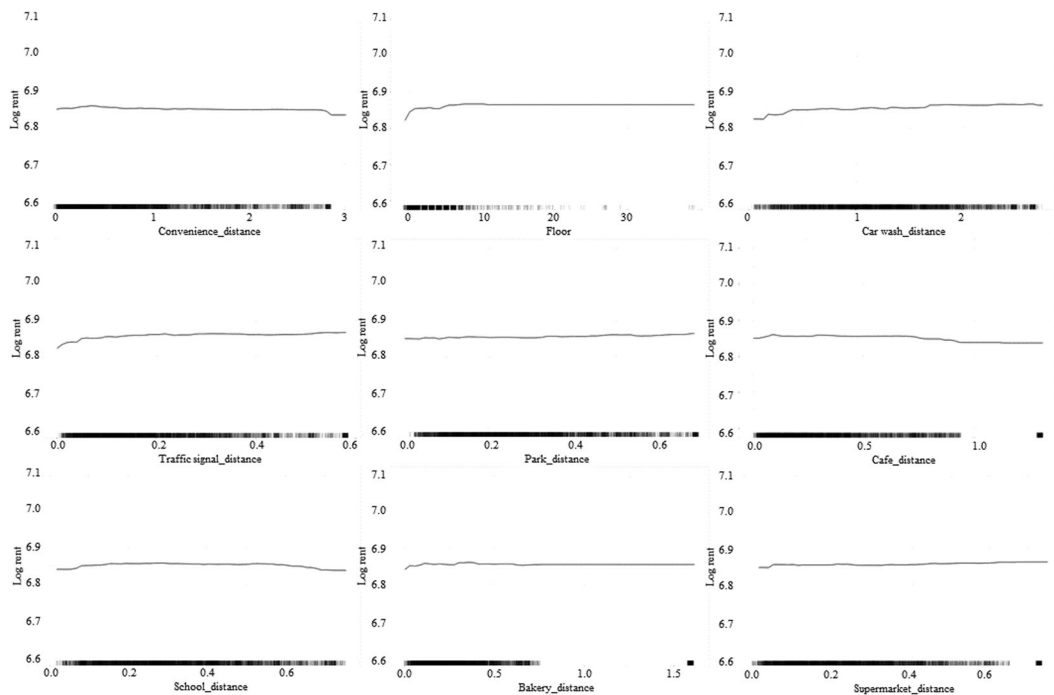 7.1
7.0
6.9
6.8
6.7
6.6
Log rent
0 1 2 3
Convenience_distance
7.1
7.0
6.9
6.8
6.7
6.6
Log rent
0 10 20 30
Floor
7.1
7.0
6.9
6.8
6.7
6.6
Log rent
0 1 2
Car wash_distance
7.1
7.0
6.9
6.8
6.7
6.6
Log rent
0.0 0.2 0.4 0.6
Traffic signal_distance
7.1
7.0
6.9
6.8
6.7
6.6
Log rent
0.0 0.2 0.4 0.6
Park_distance
7.1
7.0
6.9
6.8
6.7
6.6
Log rent
0.0 0.5 1.0
Cafe_distance
7.1
7.0
6.9
6.8
6.7
6.6
Log rent
0.0 0.2 0.4 0.6
School_distance
7.1
7.0
6.9
6.8
6.7
6.6
Log rent
0.0 0.5 1.0 1.5
Bakery_distance
7.1
7.0
6.9
6.8
6.7
6.6
Log rent
0.0 0.2 0.4 0.6
Supermarket_distance